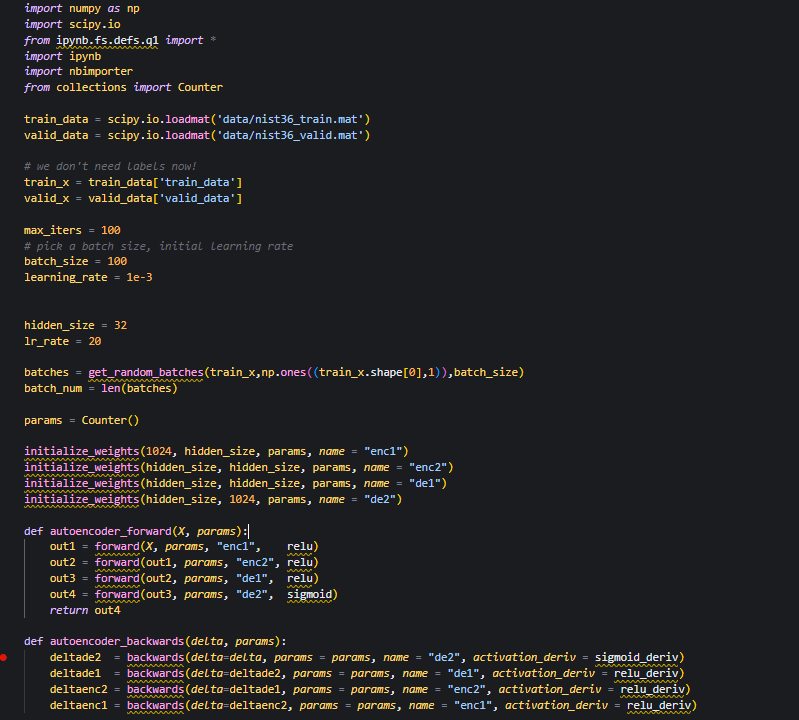 import numpy as np
import scipy.io
from ipynb.fs.defs.q1 import *
import ipynb
import nbimporter
from collections import Counter
train_data = scipy.io.loadmat('data/nist36_train.mat')
valid_data = scipy.io.loadmat('data/nist36_valid.mat')
# we don't need labels now!
train_x = train_data['train_data']
valid_x = valid_data['valid_data']
max_iters = 100
# pick a batch size, initial learning rate
batch_size = 100
learning_rate = 1e-3
hidden_size = 32
lr_rate = 20
batches = get_random_batches(train_x,np.ones((train_x.shape[0],1)),batch_size)
batch_num = len(batches)
params = Counter()
initialize_weights(1024, hidden_size, params, name = "enc1")
initialize_weights(hidden_size, hidden_size, params, name = "enc2")
initialize_weights(hidden_size, hidden_size, params, name = "de1")
initialize_weights(hidden_size, 1024, params, name = "de2")
def autoencoder_forward(X, params):
    out1 = forward(X, params, "enc1",    relu)
    out2 = forward(out1, params, "enc2", relu)
    out3 = forward(out2, params, "de1",  relu)
    out4 = forward(out3, params, "de2",  sigmoid)
    return out4
def autoencoder_backwards(delta, params):
    deltade2  = backwards(delta=delta, params = params, name = "de2", activation_deriv = sigmoid_deriv)
    deltade1  = backwards(delta=deltade2, params = params, name = "de1", activation_deriv = relu_deriv)
    deltaenc2 = backwards(delta=deltade1, params = params, name = "enc2", activation_deriv = relu_deriv)
    deltaenc1 = backwards(delta=deltaenc2, params = params, name = "enc1", activation_deriv = relu_deriv)